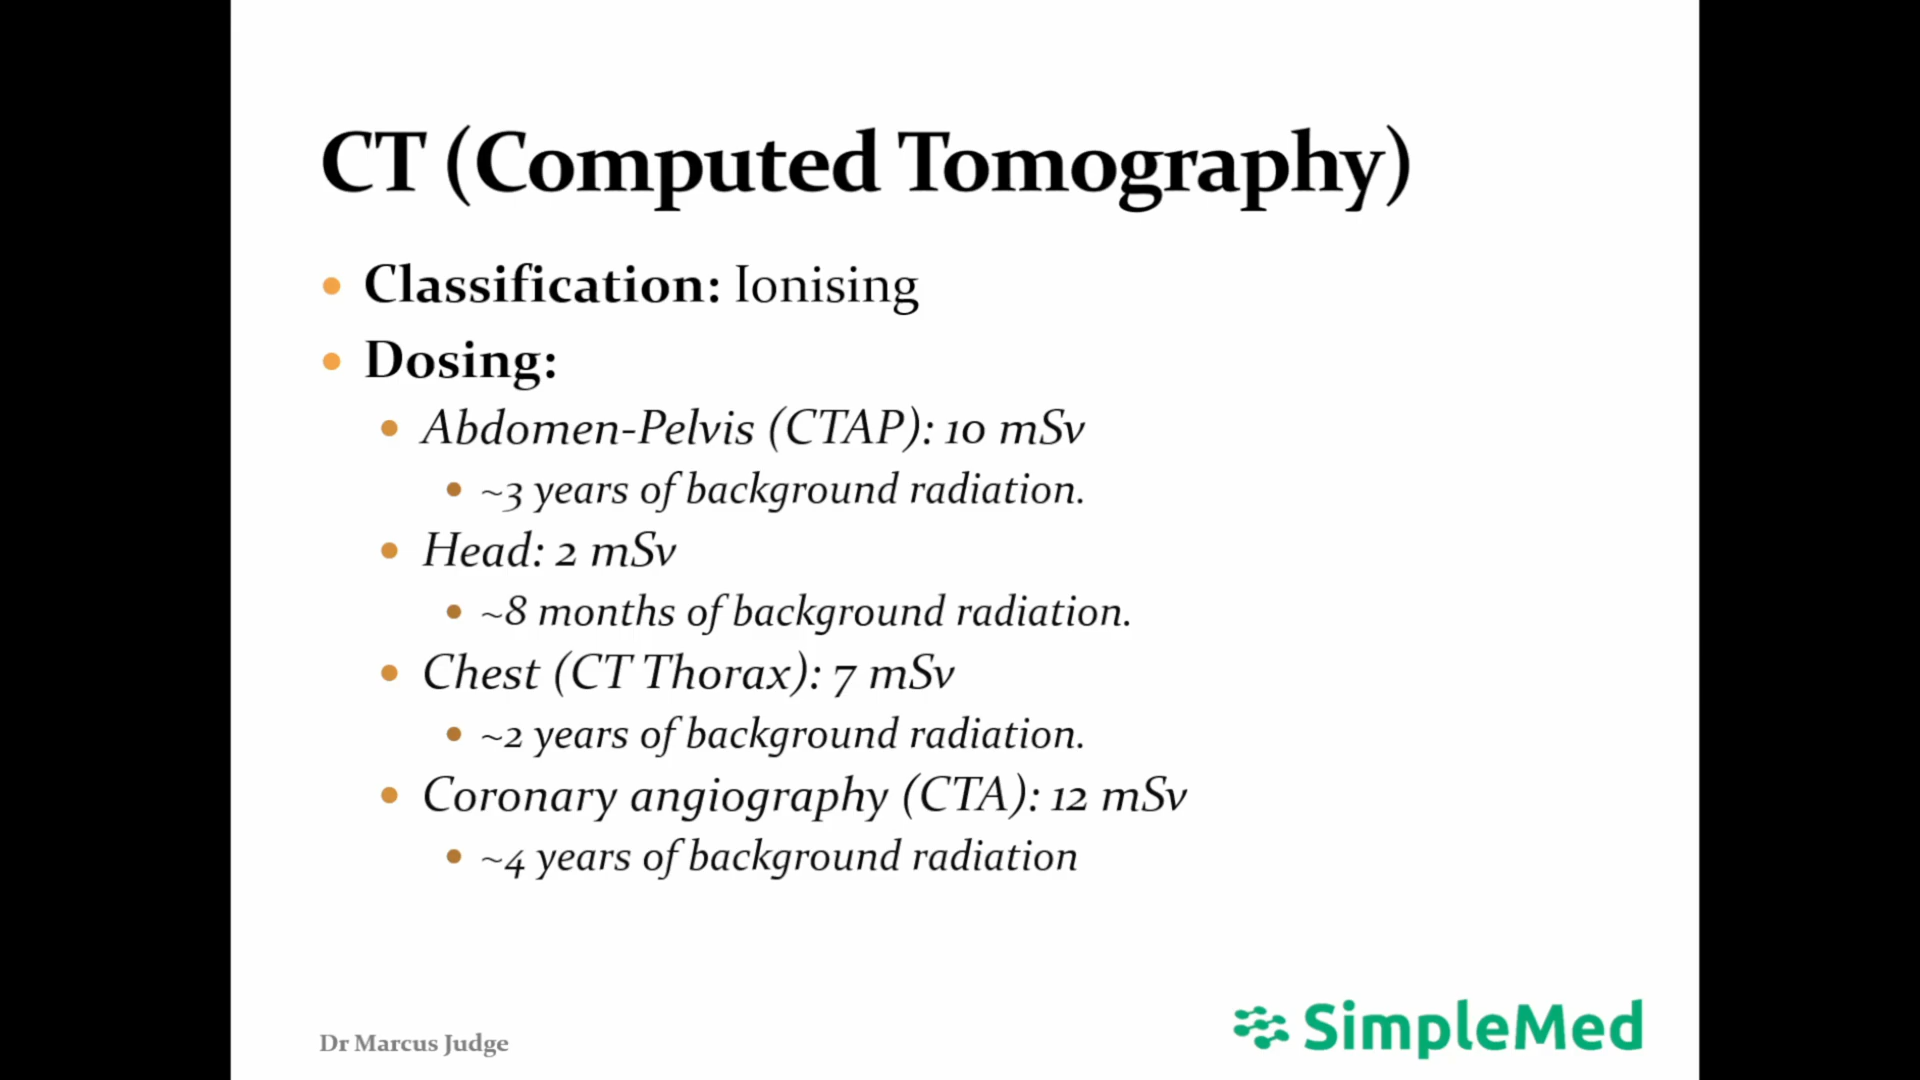 CT (Computed Tomography)
• Classification: Ionising
• Dosing:
• Abdomen-Pelvis (CTAP): 10 mSv
• ~3 years of background radiation.
• Head: 2 mSv
• ~8 months of background radiation.
• Chest (CT Thorax): 7 mSv
• ~2 years of background radiation.
• Coronary angiography (CTA): 12 mSv
• ~4 years of background radiation
Dr Marcus Judge
SimpleMed